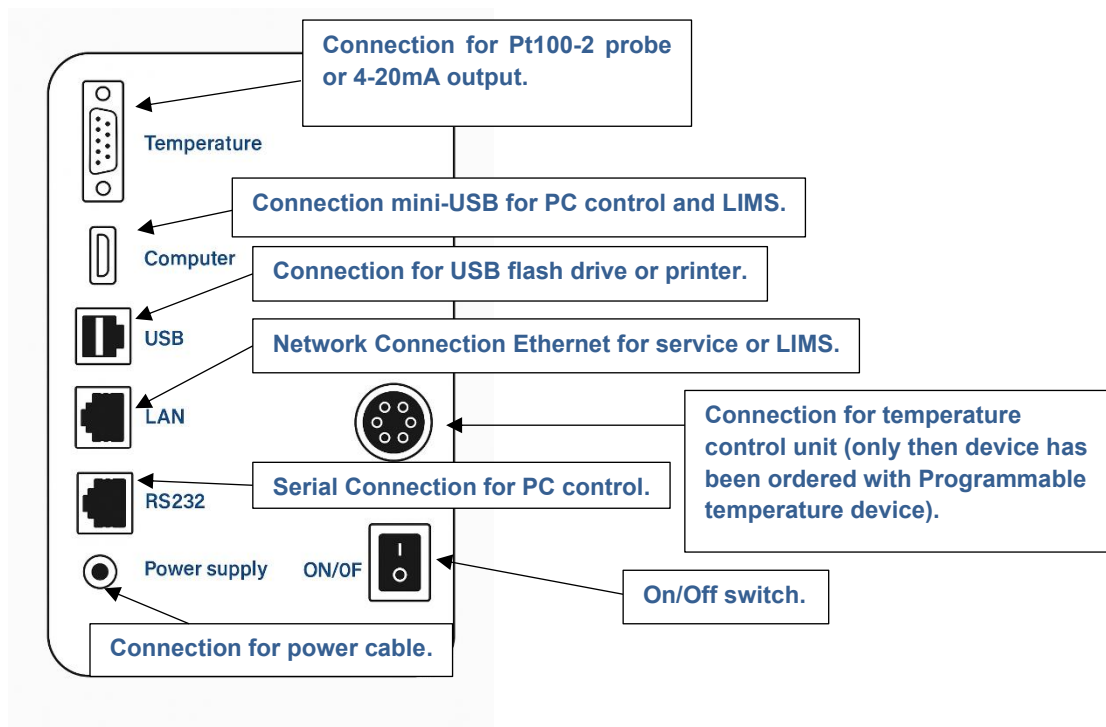 Connection for Pt100-2 probe
or 4-20mA output.
Temperature
Connection mini-USB for PC control and LIMS.
Computer
Connection for USB flash drive or printer.
USB
Network Connection Ethernet for service or LIMS.
LAN
Connection for temperature
control unit (only then device has
been ordered with Programmable
temperature device).
Serial Connection for PC control.
RS232
Power supply
ON/0F
On/Off switch.
Connection for power cable.